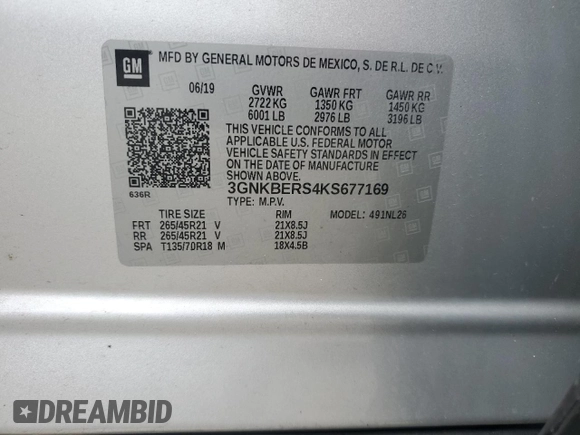 GM
MFD BY GENERAL MOTORS DE MEXICO, S. DE R.L. DE C.V.
06/19 GVWR GAWR FRT GAWR RR
2722 KG 1350 KG 1450 KG
6001 LB 2976 LB 3196 LB
THIS VEHICLE CONFORMS TO ALL
APPLICABLE U.S. FEDERAL MOTOR
VEHICLE SAFETY STANDARDS IN EFFECT
ON THE DATE OF MANUFACTURE
SHOWN ABOVE.
3GNKBERS4KS677169
636R
TYPE: M.P.V. MODEL: 491NL26
TIRE SIZE RIM
FRT 265/45R21 V 21X8.5J
RR 265/45R21 V 21X8.5J
SPA T135/70R18 M 18X4.5B
DREAMBID